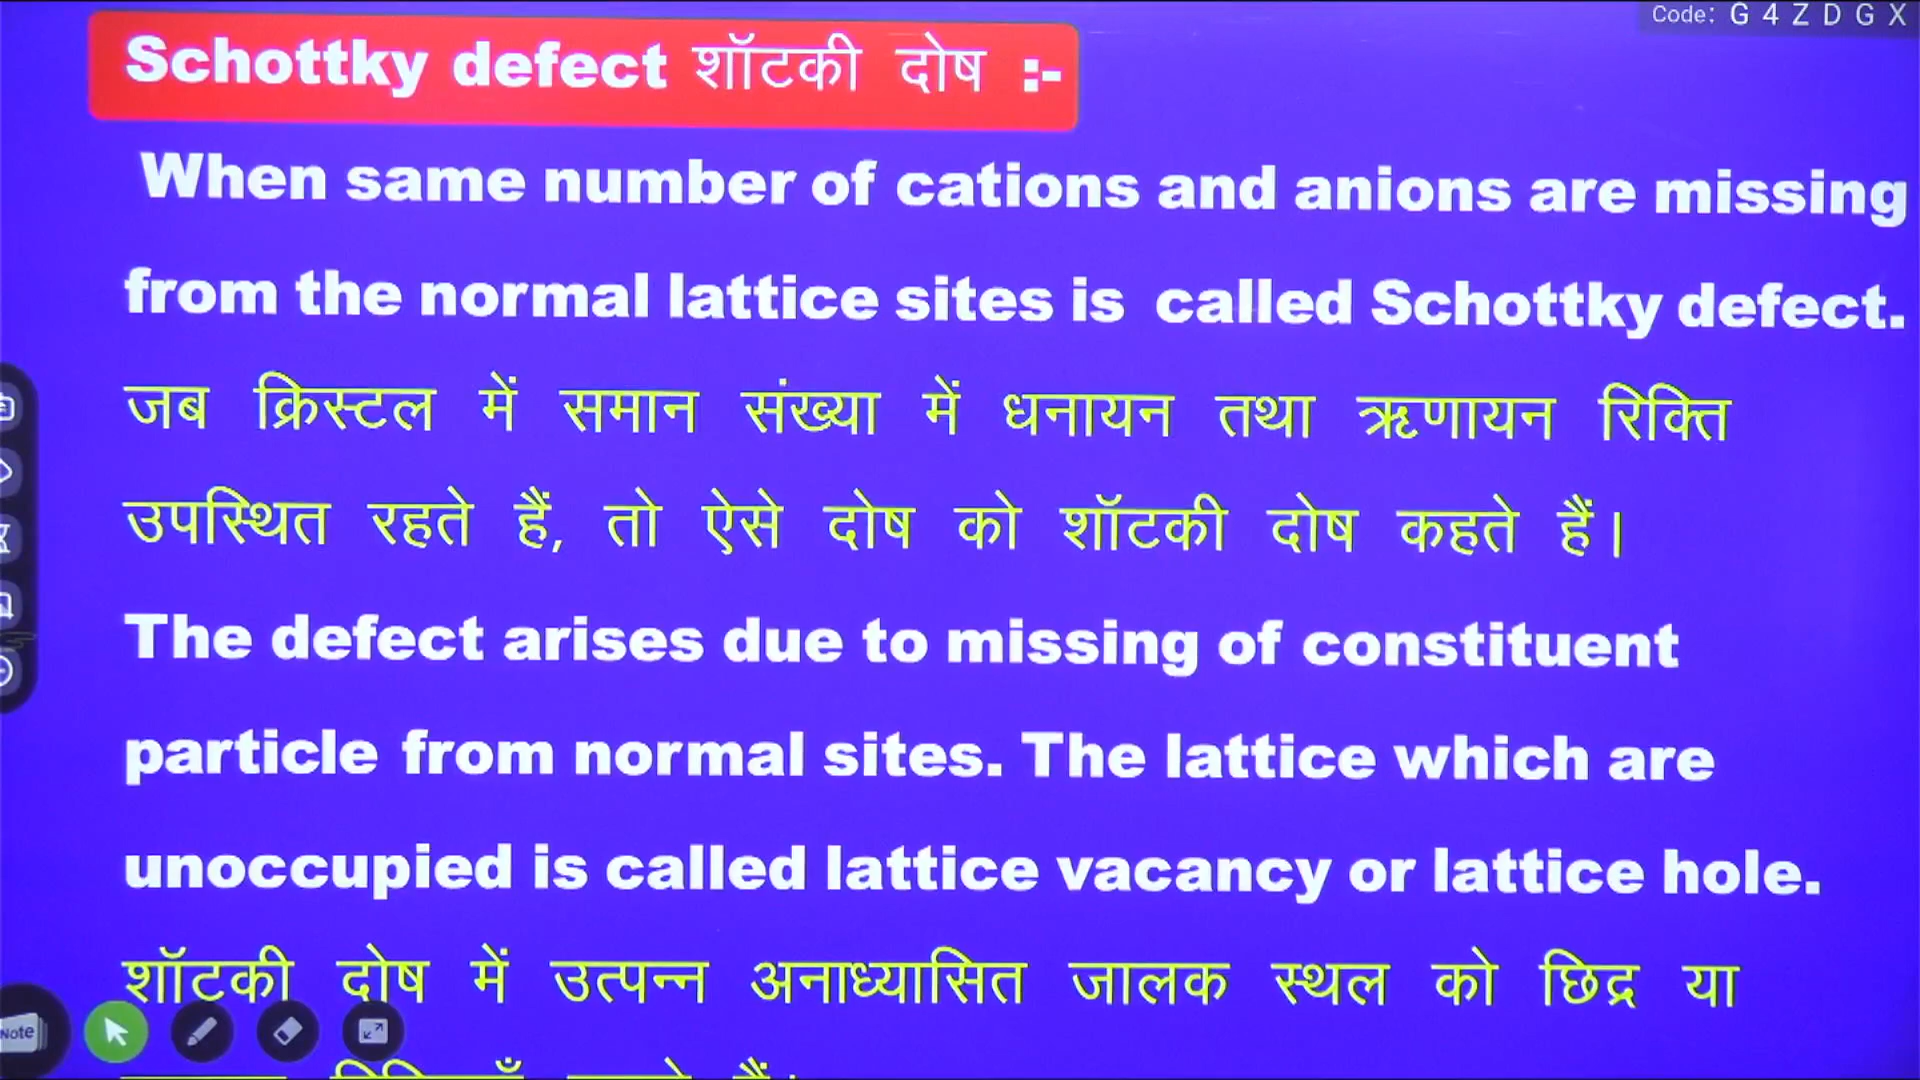 Code: G 4 Z D G X
Schottky defect शॉटकी दोष :-
When same number of cations and anions are missing
from the normal lattice sites is called Schottky defect.
जब क्रिस्टल में समान संख्या में धनायन तथा ऋणायन रिक्ति
उपस्थित रहते हैं, तो ऐसे दोष को शॉटकी दोष कहते हैं।
The defect arises due to missing of constituent
particle from normal sites. The lattice which are
unoccupied is called lattice vacancy or lattice hole.
शॉटकी दोष में उत्पन्न अनाध्यासित जालक स्थल को छिद्र या
Note